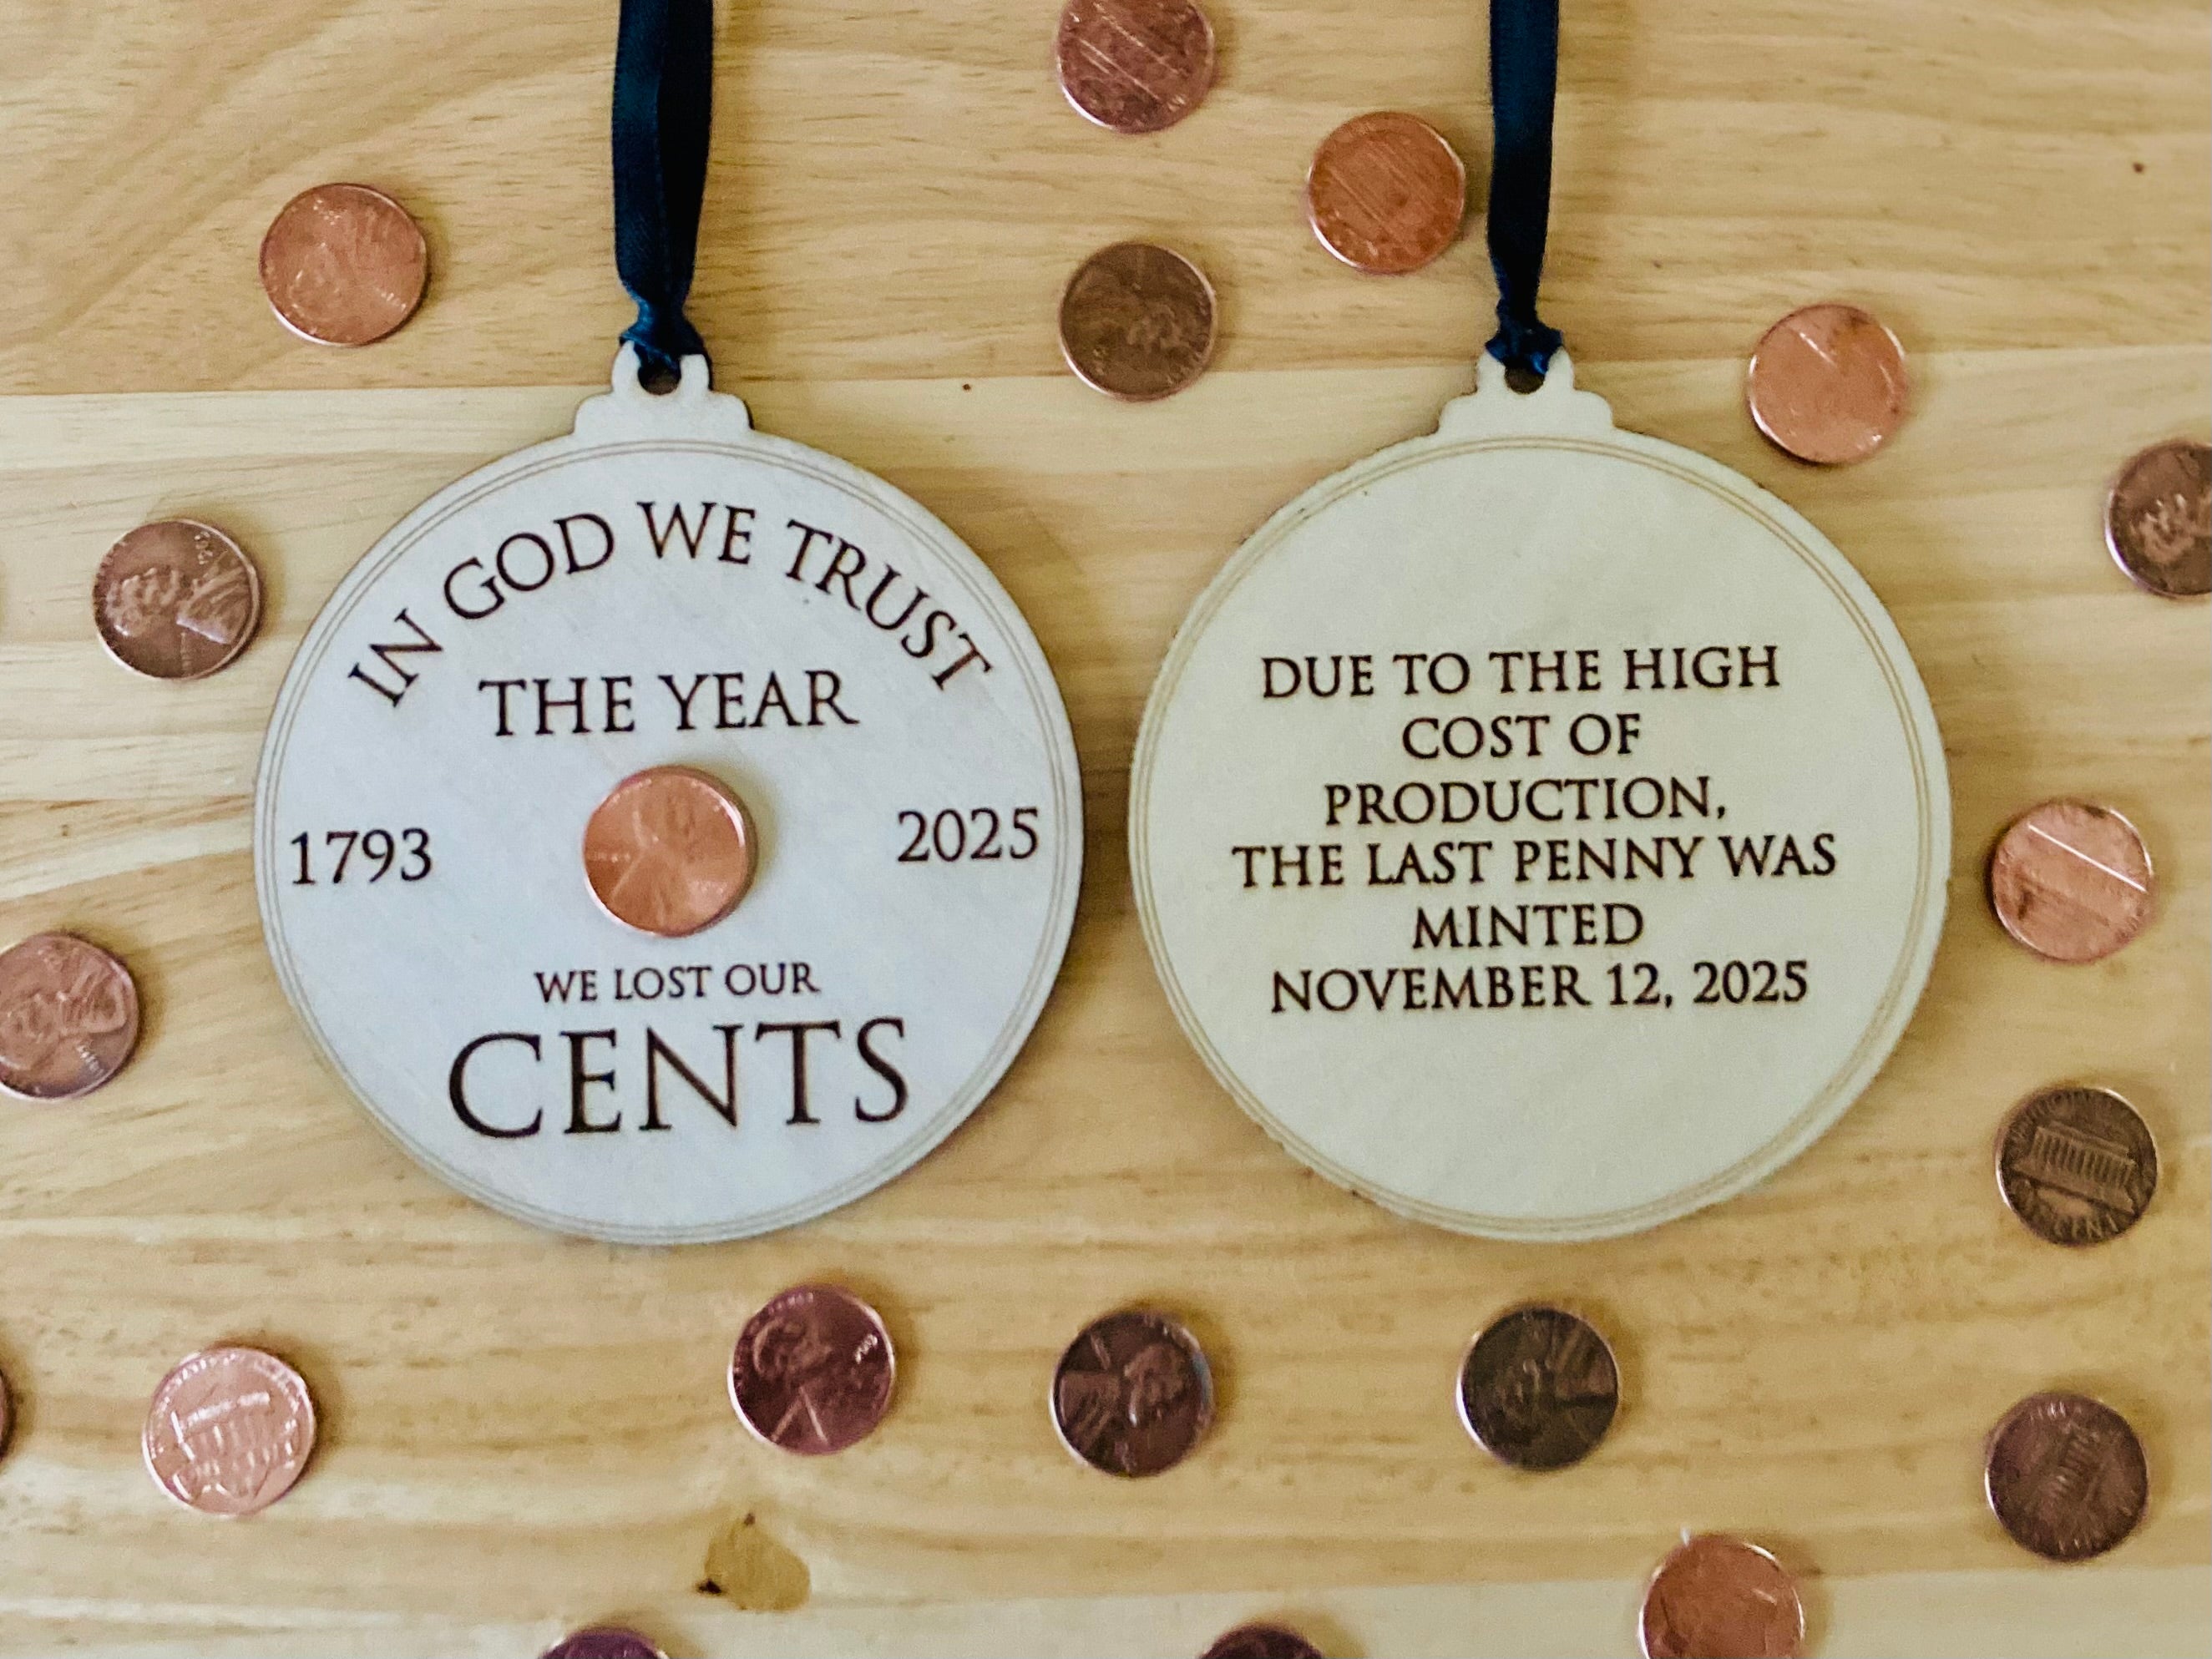 IN GOD WE TRUST
THE YEAR
1793 2025
WE LOST OUR
CENTS
DUE TO THE HIGH
COST OF
PRODUCTION,
THE LAST PENNY WAS
MINTED
NOVEMBER 12, 2025